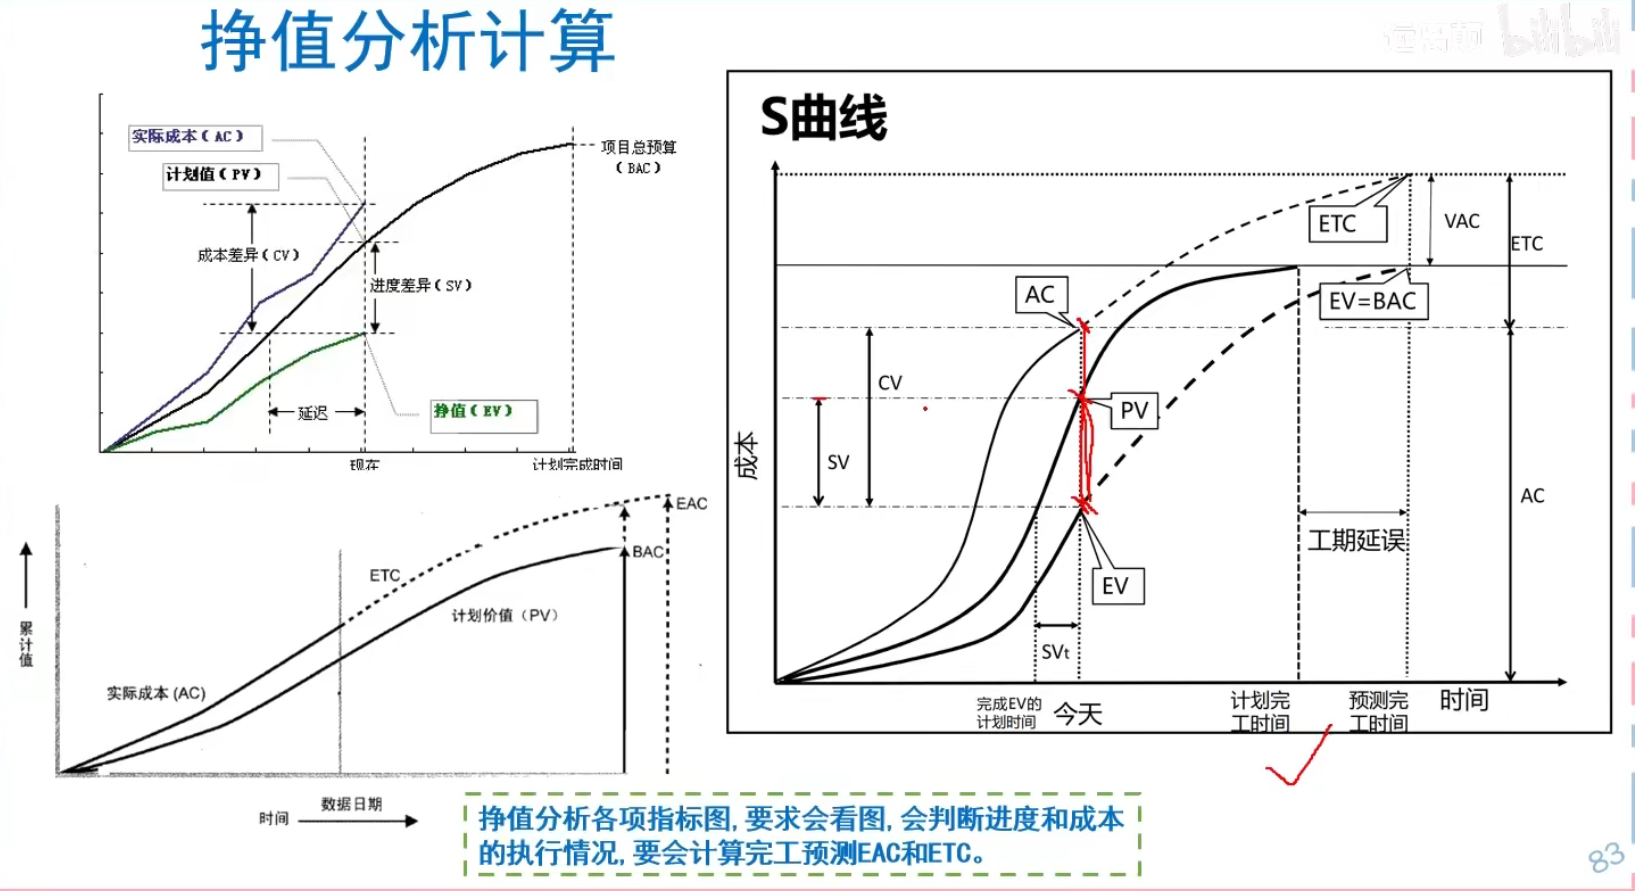 挣值分析计算
bilibili
实际成本(AC)
计划值(PV)
项目总预算
(BAC)
成本差异(CV)
进度差异(SV)
延迟
挣值(EV)
现在
计划完成时间
累计值
EAC
BAC
ETC
计划价值(PV)
实际成本(AC)
数据日期
时间
S曲线
ETC
VAC
ETC
EV=BAC
AC
CV
PV
SV
成本
AC
工期延误
EV
SVt
完成EV的
计划时间
今天
计划完
工时间
预测完
工时间
时间
挣值分析各项指标图,要求会看图,会判断进度和成本
的执行情况,要会计算完工预测EAC和ETC。
83